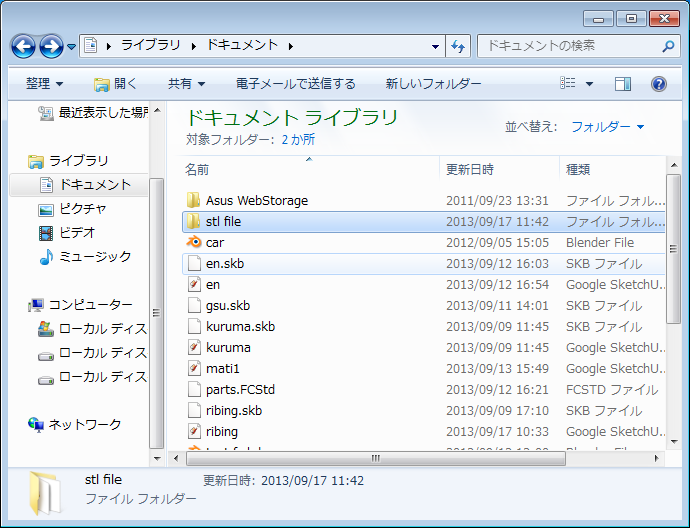 ライブラリ ドキュメント ドキュメントの検索
整理 開く 共有 電子メールで送信する 新しいフォルダー
最近表示した場所
ライブラリ
ドキュメント
ピクチャ
ビデオ
ミュージック
コンピューター
ローカル ディス
ローカル ディス
ローカル ディス
ネットワーク
ドキュメント ライブラリ
対象フォルダー: 2 か所
並べ替え: フォルダー
名前 更新日時 種類
Asus WebStorage 2011/09/23 13:31 ファイル フォル...
stl file 2013/09/17 11:42 ファイル フォル...
car 2012/09/05 15:05 Blender File
en.skb 2013/09/12 16:03 SKB ファイル
en 2013/09/12 16:54 Google SketchU...
gsu.skb 2013/09/11 14:01 SKB ファイル
kuruma.skb 2013/09/09 11:45 SKB ファイル
kuruma 2013/09/09 11:45 Google SketchU...
mati1 2013/09/13 15:49 Google SketchU...
parts.FCStd 2013/09/12 16:21 FCSTD ファイル
ribing.skb 2013/09/09 17:10 SKB ファイル
ribing 2013/09/17 10:33 Google SketchU...
stl file 更新日時: 2013/09/17 11:42
ファイル フォルダー